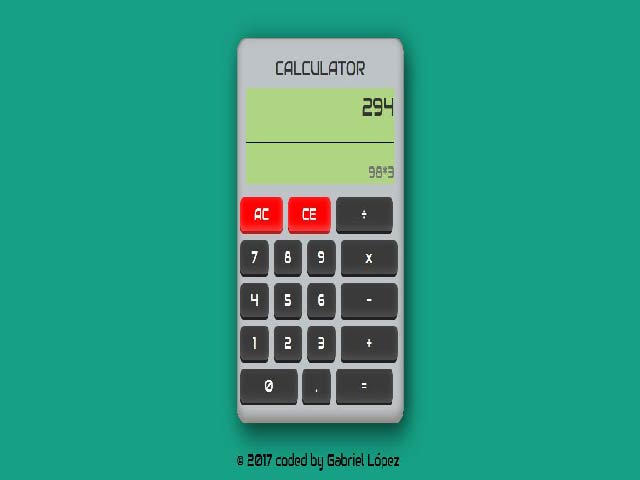 CALCULATOR
294
98*3
AC CE ÷
7 8 9 x
4 5 6 -
1 2 3 +
0 . =
© 2017 coded by Gabriel López